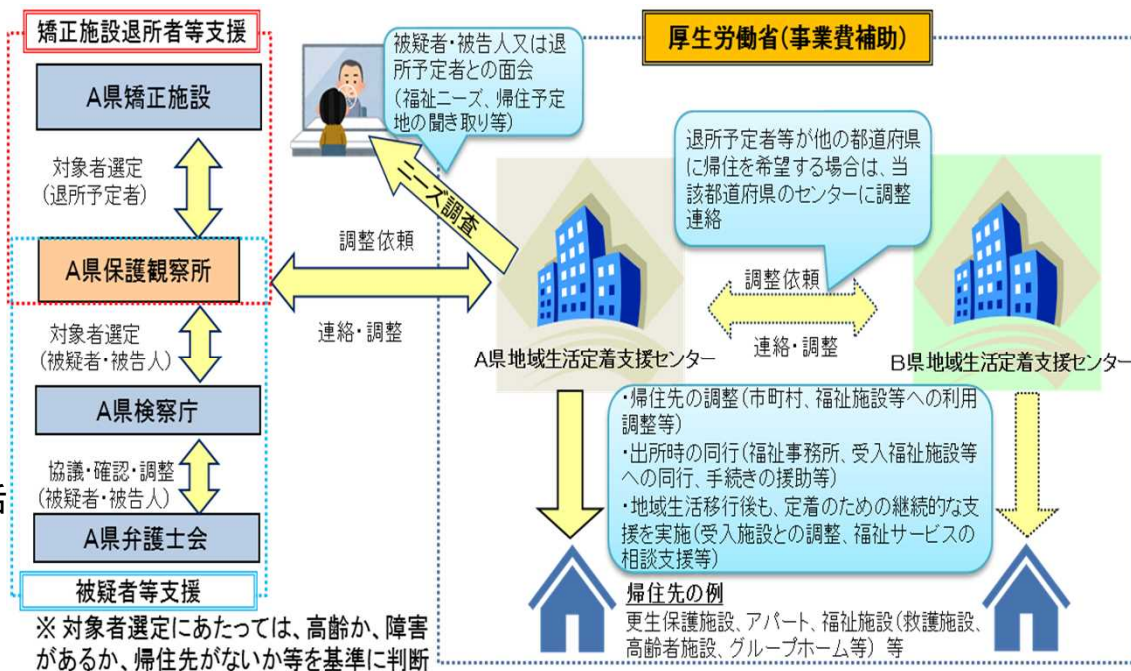 矯正施設退所者等支援
A県矯正施設
対象者選定
(退所予定者)
A県保護観察所
対象者選定
(被疑者・被告人)
A県検察庁
協議・確認・調整
(被疑者・被告人)
A県弁護士会
被疑者等支援
※ 対象者選定にあたっては、高齢か、障害
があるか、帰住先がないか等を基準に判断
活
被疑者・被告人又は退
所予定者との面会
(福祉ニーズ、帰住予定
地の聞き取り等)
ニーズ調査
調整依頼
連絡・調整
厚生労働省(事業費補助)
退所予定者等が他の都道府県
に帰住を希望する場合は、当
該都道府県のセンターに調整
連絡
調整依頼
連絡・調整
A県地域生活定着支援センター
B県地域生活定着支援センター
・帰住先の調整(市町村、福祉施設等への利用
調整等)
・出所時の同行(福祉事務所、受入福祉施設等
への同行、手続きの援助等)
・地域生活移行後も、定着のための継続的な支
援を実施(受入施設との調整、福祉サービスの
相談支援等)
帰住先の例
更生保護施設、アパート、福祉施設(救護施設、
高齢者施設、グループホーム等) 等